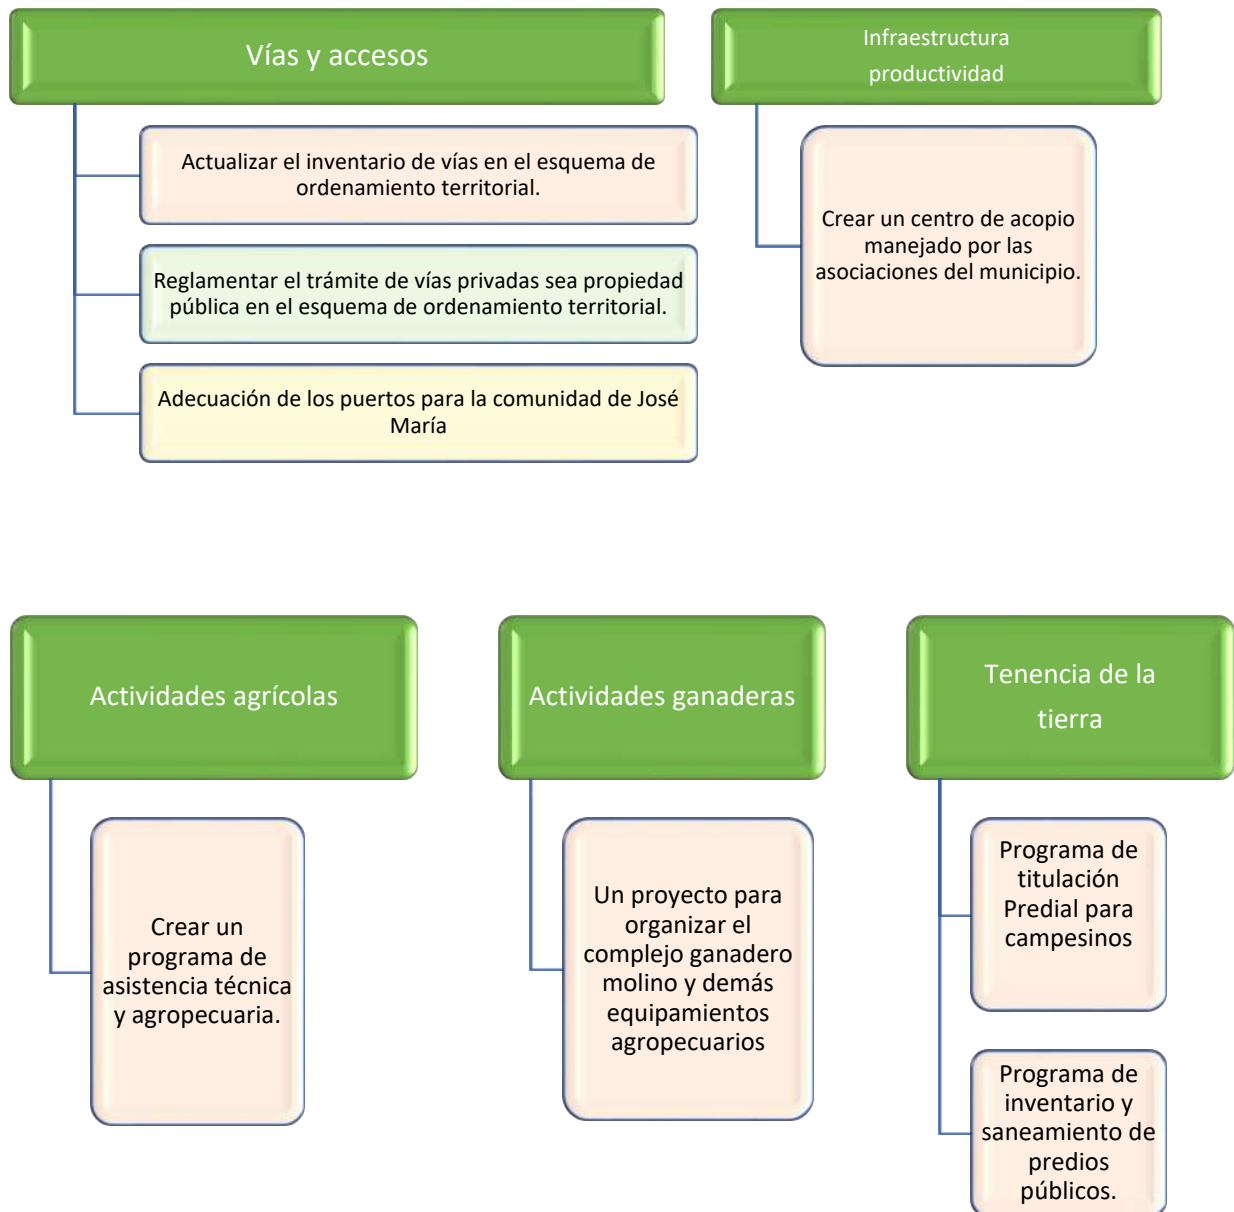 Vías y accesos
Actualizar el inventario de vías en el esquema de
ordenamiento territorial.
Reglamentar el trámite de vías privadas sea propiedad
pública en el esquema de ordenamiento territorial.
Adecuación de los puertos para la comunidad de José
María
Infraestructura
productividad
Crear un centro de acopio
manejado por las
asociaciones del municipio.
Actividades agrícolas
Crear un
programa de
asistencia técnica
y agropecuaria.
Actividades ganaderas
Un proyecto para
organizar el
complejo ganadero
molino y demás
equipamientos
agropecuarios
Tenencia de la
tierra
Programa de
titulación
Predial para
campesinos
Programa de
inventario y
saneamiento de
predios
públicos.